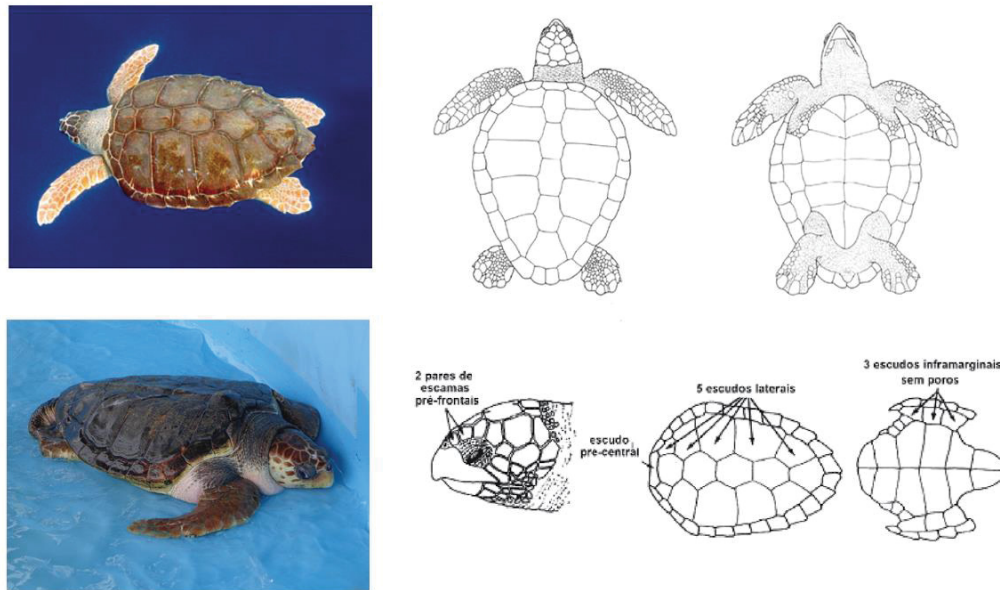 2 pares de
escamas
pré-frontais
escudo
pre-central
5 escudos laterais
3 escudos inframarginais
sem poros